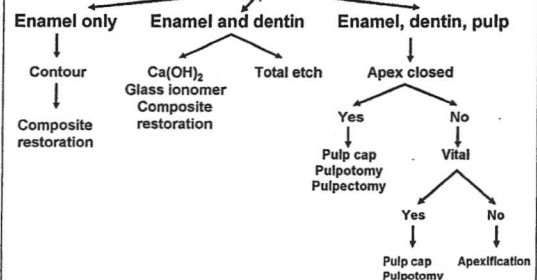 Enamel only
Enamel and dentin
Enamel, dentin, pulp
Contour
Ca(OH)₂
Glass ionomer
Composite
restoration
Total etch
Apex closed
Composite
restoration
Yes
No
Pulp cap
Pulpotomy
Pulpectomy
Vital
Yes
No
Pulp cap
Pulpotomy
Apexification